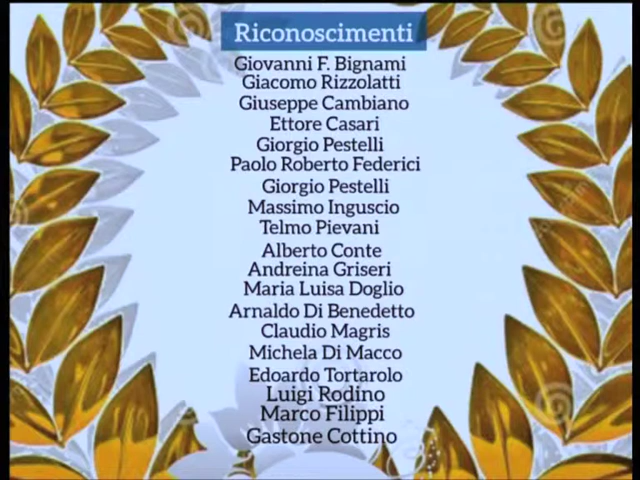 Riconoscimenti
Giovanni F. Bignami
Giacomo Rizzolatti
Giuseppe Cambiano
Ettore Casari
Giorgio Pestelli
Paolo Roberto Federici
Giorgio Pestelli
Massimo Inguscio
Telmo Pievani
Alberto Conte
Andreina Griseri
Maria Luisa Doglio
Arnaldo Di Benedetto
Claudio Magris
Michela Di Macco
Edoardo Tortarolo
Luigi Rodino
Marco Filippi
Gastone Cottino